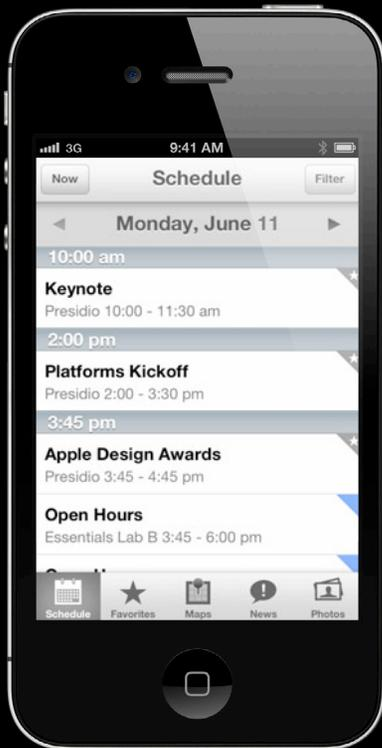 3G 9:41 AM
Now Schedule Filter
Monday, June 11
10:00 am
Keynote
Presidio 10:00 - 11:30 am
2:00 pm
Platforms Kickoff
Presidio 2:00 - 3:30 pm
3:45 pm
Apple Design Awards
Presidio 3:45 - 4:45 pm
Open Hours
Essentials Lab B 3:45 - 6:00 pm
Schedule Favorites Maps News Photos